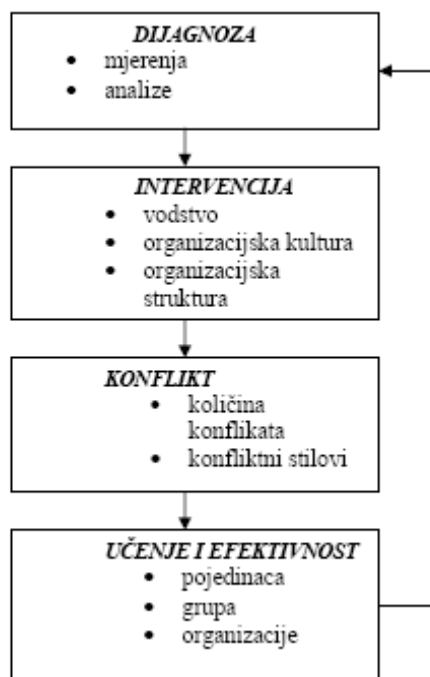 DIJAGNOZA
• mjerenja
• analize
INTERVENCIJA
• vodstvo
• organizacijska kultura
• organizacijska
struktura
KONFLIKT
• količina
konflikata
• konfliktni stilovi
UČENJE I EFEKTIVNOST
• pojedinaca
• grupa
• organizacije